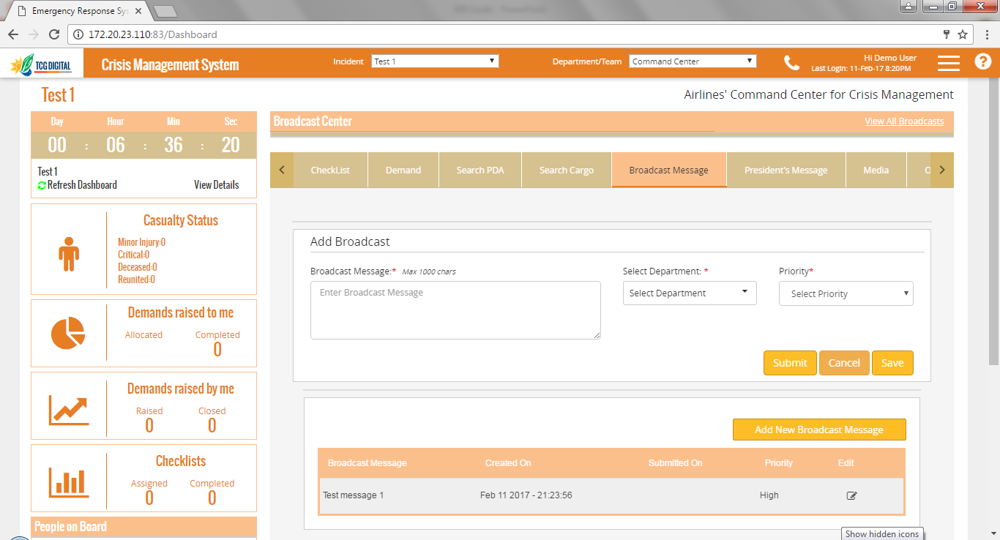 Emergency Response Sys
172.20.23.110:83/Dashboard
TCG DIGITAL
Crisis Management System
Incident
Test 1
Department/Team
Command Center
Hi Demo User
Last Login: 11-Feb-17 8:20PM
?
Test 1
Airlines' Command Center for Crisis Management
Day Hour Min Sec
00 : 06 : 36 : 20
Test 1
Refresh Dashboard View Details
Casualty Status
Minor Injury:0
Critical:0
Deceased:0
Reunited:0
Demands raised to me
Allocated Completed
0
Demands raised by me
Raised Closed
0 0
Checklists
Assigned Completed
0 0
People on Board
Broadcast Center View All Broadcasts
CheckList Demand Search PDA Search Cargo Broadcast Message President's Message Media O
Add Broadcast
Broadcast Message:* Max 1000 chars
Enter Broadcast Message
Select Department: *
Select Department
Priority*
Select Priority
Submit Cancel Save
Add New Broadcast Message
Broadcast Message Created On Submitted On Priority Edit
Test message 1 Feb 11 2017 - 21:23:56 High
Show hidden icons